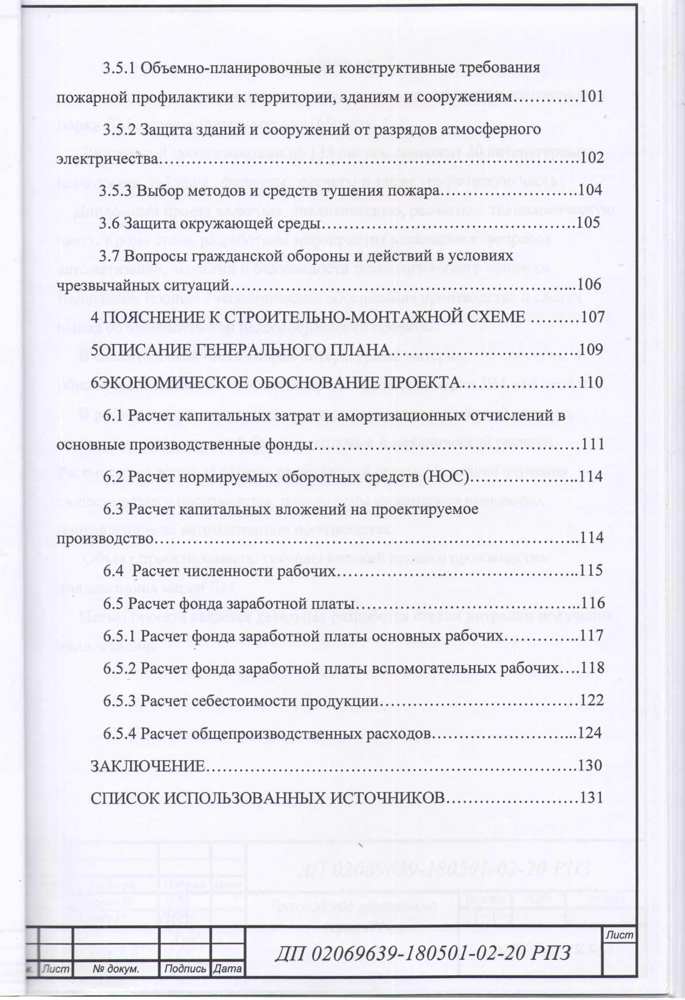 3.5.1 Объемно-планировочные и конструктивные требования
пожарной профилактики к территории, зданиям и сооружениям…………101
3.5.2 Защита зданий и сооружений от разрядов атмосферного
электричества.……………………………………………………………….102
3.5.3 Выбор методов и средств тушения пожара……………………104
3.6 Защита окружающей среды……………………………………….105
3.7 Вопросы гражданской обороны и действий в условиях
чрезвычайных ситуаций……………………………………………………..106
4 ПОЯСНЕНИЕ К СТРОИТЕЛЬНО-МОНТАЖНОЙ СХЕМЕ ………107
5ОПИСАНИЕ ГЕНЕРАЛЬНОГО ПЛАНА.……………………………109
6ЭКОНОМИЧЕСКОЕ ОБОСНОВАНИЕ ПРОЕКТА…………………110
6.1 Расчет капитальных затрат и амортизационных отчислений в
основные производственные фонды…………………………………………111
6.2 Расчет нормируемых оборотных средств (НОС)………………..114
6.3 Расчет капитальных вложений на проектируемое
производство…………………………………………………………………..114
6.4 Расчет численности рабочих……………………………………..115
6.5 Расчет фонда заработной платы…………………………………..116
6.5.1 Расчет фонда заработной платы основных рабочих…………..117
6.5.2 Расчет фонда заработной платы вспомогательных рабочих….118
6.5.3 Расчет себестоимости продукции………………………………122
6.5.4 Расчет общепроизводственных расходов……………………...124
ЗАКЛЮЧЕНИЕ………………………………………………………….130
СПИСОК ИСПОЛЬЗОВАННЫХ ИСТОЧНИКОВ……………………131
ДП 02069639-180501-02-20 РПЗ
Лист
Лист № докум. Подпись Дата